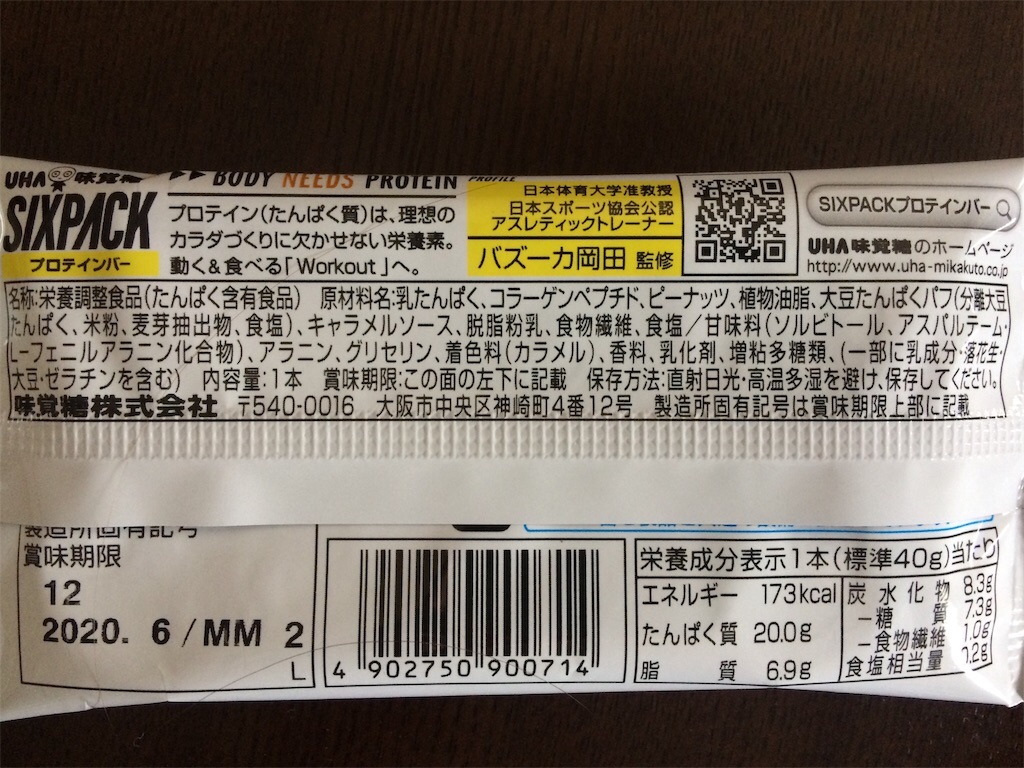 UHA 味覚糖
SIXPACK
プロテインバー
BODY NEEDS PROTEIN
プロテイン(たんぱく質)は、理想の
カラダづくりに欠かせない栄養素。
動く&食べる「Workout」へ。
PROFILE
日本体育大学准教授
日本スポーツ協会公認
アスレティックトレーナー
バズーカ岡田 監修
SIXPACKプロテインバー
UHA味覚糖のホームページ
http://www.uha-mikakuto.co.jp
名称:栄養調整食品(たんぱく含有食品) 原材料名:乳たんぱく、コラーゲンペプチド、ピーナッツ、植物油脂、大豆たんぱくパフ(分離大豆
たんぱく、米粉、麦芽抽出物、食塩)、キャラメルソース、脱脂粉乳、食物繊維、食塩/甘味料(ソルビトール、アスパルテーム・
L-フェニルアラニン化合物)、アラニン、グリセリン、着色料(カラメル)、香料、乳化剤、増粘多糖類、(一部に乳成分・落花生・
大豆・ゼラチンを含む) 内容量:1本 賞味期限:この面の左下に記載 保存方法:直射日光・高温多湿を避け、保存してください。
味覚糖株式会社 〒540-0016 大阪市中央区神崎町4番12号 製造所固有記号は賞味期限上部に記載
製造所固有記号
賞味期限
12
2020. 6/MM 2
L
4 902750 900714
栄養成分表示1本(標準40g)当たり
エネルギー 173kcal
たんぱく質 20.0g
脂質 6.9g
炭水化物 8.3g
-糖質 7.3g
-食物繊維 1.0g
食塩相当量 0.2g